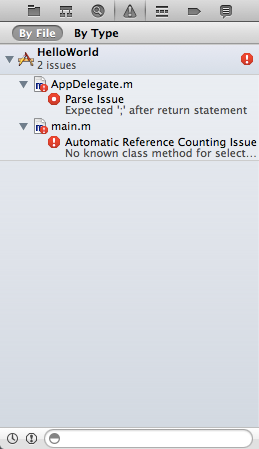 By File By Type
HelloWorld
2 issues
AppDelegate.m
Parse Issue
Expected ';' after return statement
main.m
Automatic Reference Counting Issue
No known class method for select...